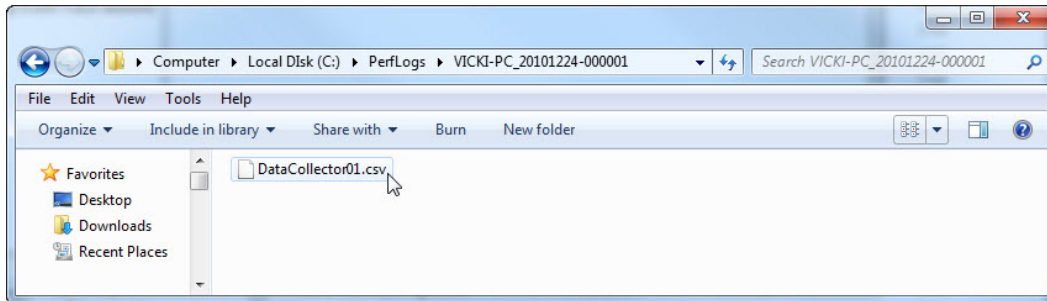 Computer Local DIsk (C:) PerfLogs VICKI-PC_20101224-000001 Search VICKI-PC_20101224-000001
File Edit View Tools Help
Organize Include in library Share with Burn New folder
Favorites
DataCollector01.csv
Desktop
Downloads
Recent Places